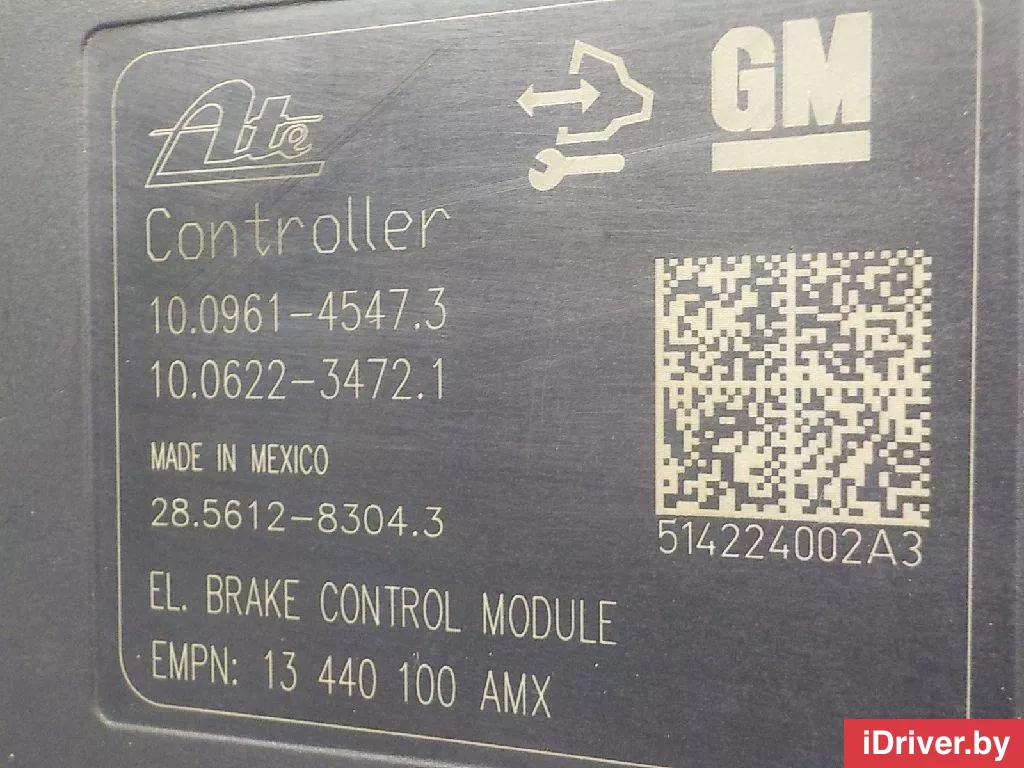 Ate
GM
Controller
10.0961-4547.3
10.0622-3472.1
MADE IN MEXICO
28.5612-8304.3
514224002A3
EL. BRAKE CONTROL MODULE
EMPN: 13 440 100 AMX
iDriver.by